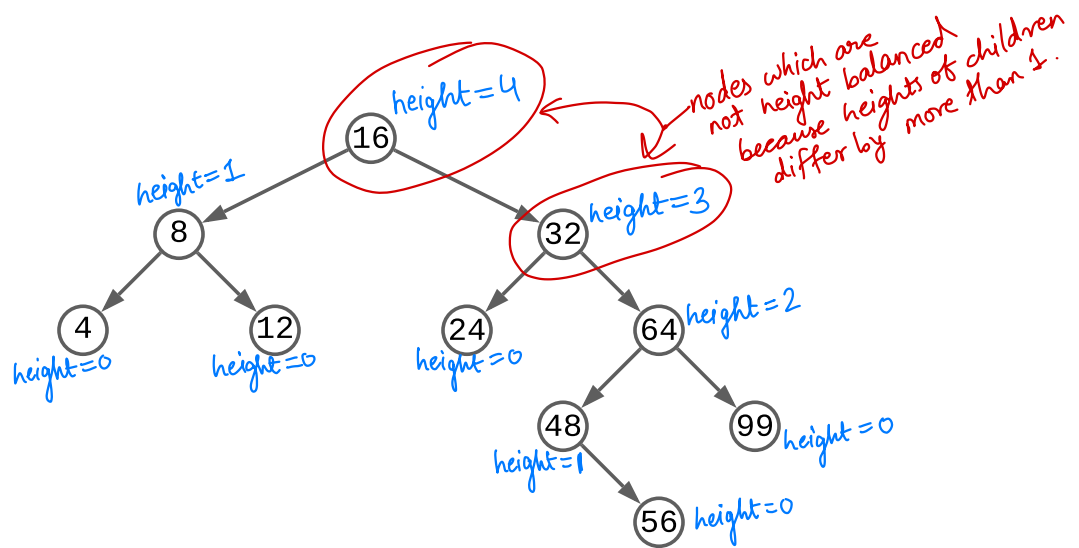 nodes which are
not height balanced
because heights of children
differ by more than 1.
height=4
16
height=1
8
height=3
32
4
height=0
12
height=0
24
height=0
64
height=2
48
height=1
99
height=0
56
height=0